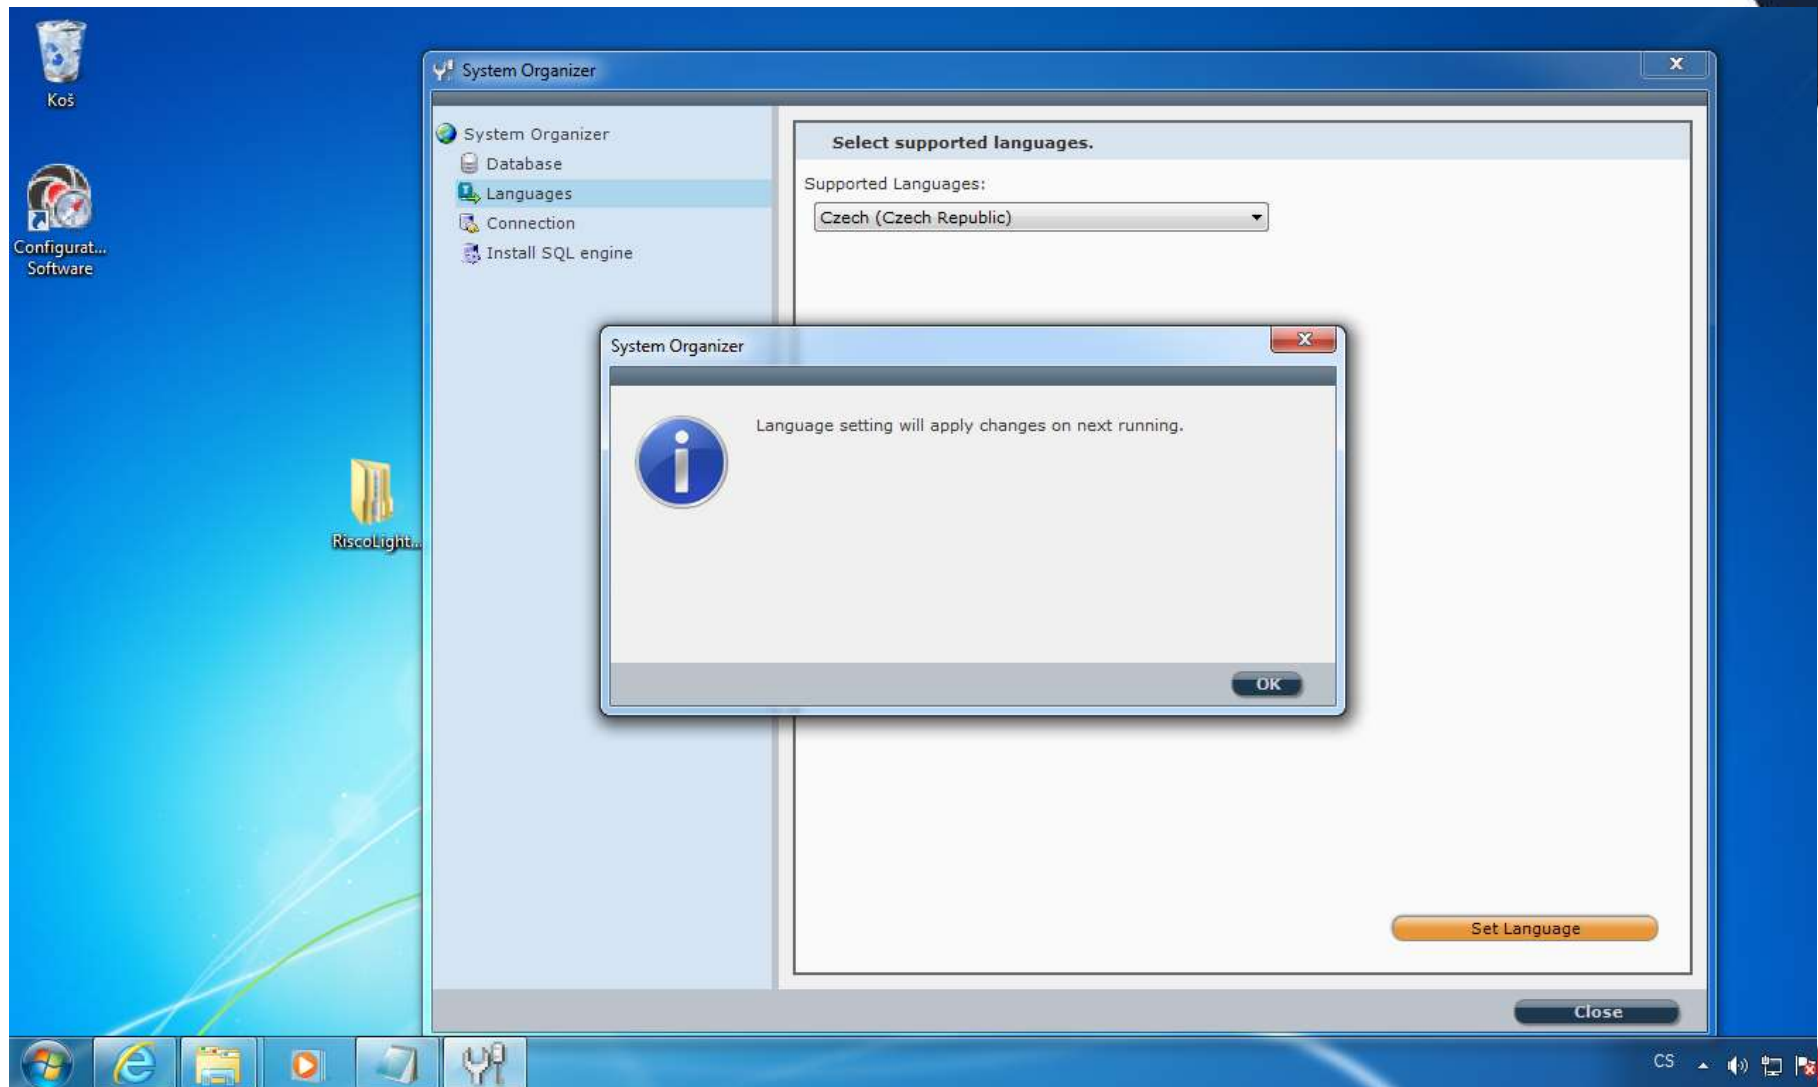 Koš
Configurat...
Software
RiscoLight...
System Organizer
System Organizer
Database
Languages
Connection
Install SQL engine
Select supported languages.
Supported Languages:
Czech (Czech Republic)
System Organizer
Language setting will apply changes on next running.
OK
Set Language
Close
CS